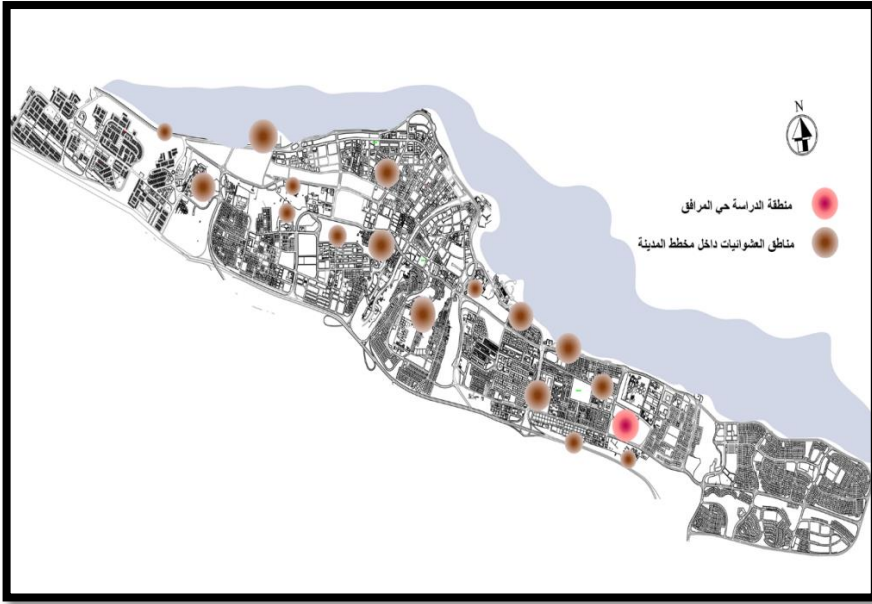 N
منطقة الدراسة حي المرافق
مناطق العشوائيات داخل مخطط المدينة